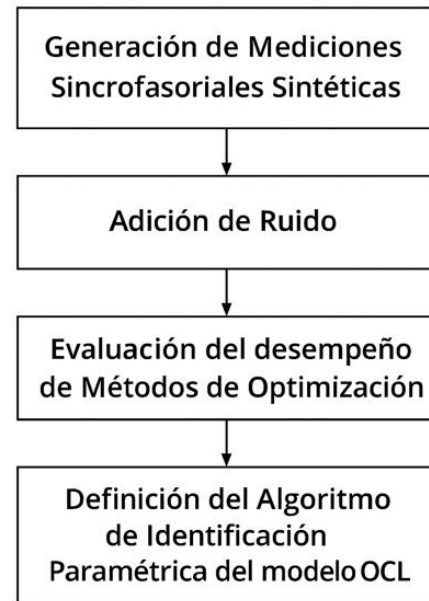 Generación de Mediciones
Sincrofasoriales Sintéticas
Adición de Ruido
Evaluación del desempeño
de Métodos de Optimización
Definición del Algoritmo
de Identificación
Paramétrica del modelo OCL